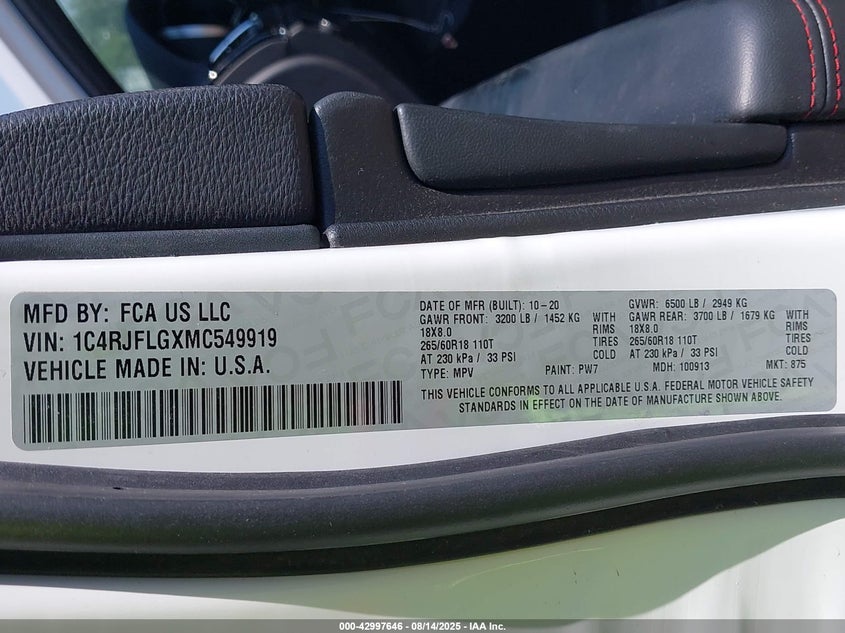 MFD BY: FCA US LLC
VIN: 1C4RJFLGXMC549919
VEHICLE MADE IN: U.S.A.
DATE OF MFR (BUILT): 10-20
GVWR: 6500 LB / 2949 KG
GAWR FRONT: 3200 LB / 1452 KG WITH
18X8.0 RIMS
265/60R18 110T TIRES
AT 230 kPa / 33 PSI COLD
GAWR REAR: 3700 LB / 1679 KG WITH
18X8.0 RIMS
265/60R18 110T TIRES
AT 230 kPa / 33 PSI COLD
TYPE: MPV PAINT: PW7 MDH: 100913 MKT: 875
THIS VEHICLE CONFORMS TO ALL APPLICABLE U.S.A. FEDERAL MOTOR VEHICLE SAFETY
STANDARDS IN EFFECT ON THE DATE OF MANUFACTURE SHOWN ABOVE.
000-42997646 - 08/14/2025 - IAA Inc.